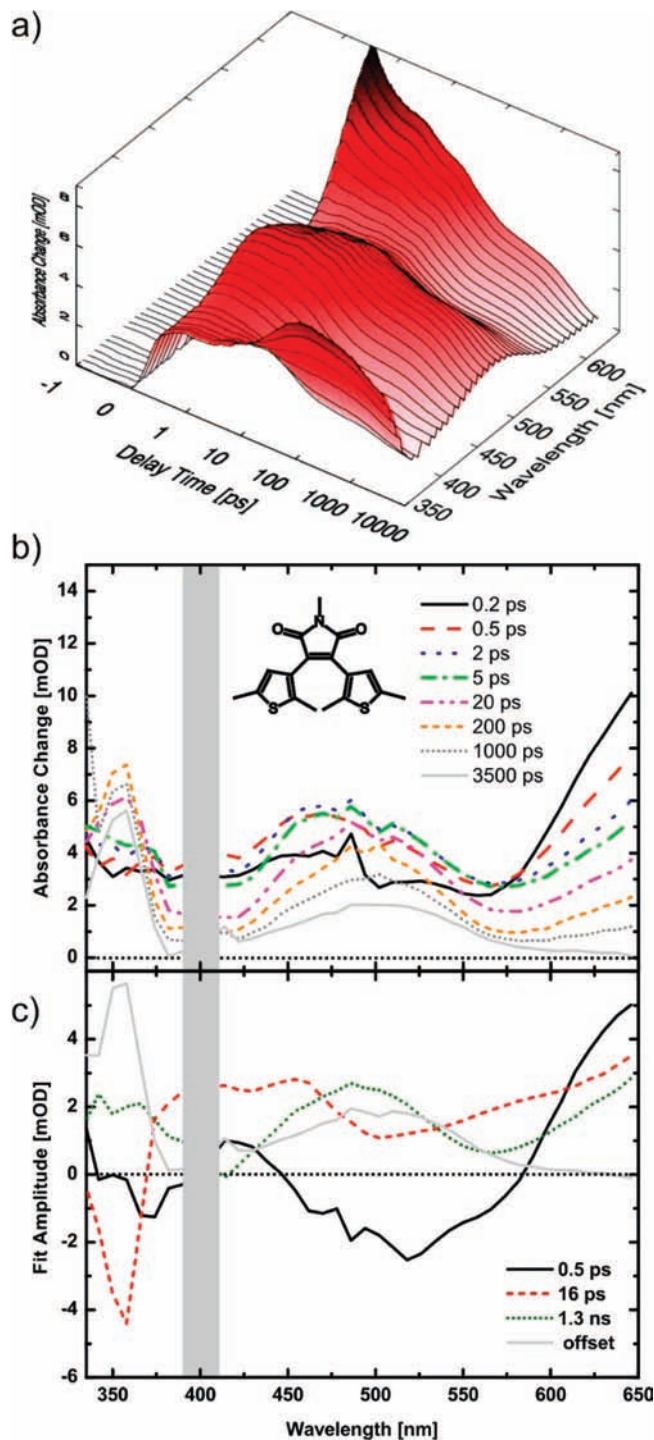 a)
Absorbance Change [mOD]
8
6
4
2
0
-1
0
1
10
100
1000
10000
Delay Time [ps]
350
400
450
500
550
600
Wavelength [nm]
b)
14
12
10
8
6
4
2
0
Absorbance Change [mOD]
N
O
O
S
S
0.2 ps
0.5 ps
2 ps
5 ps
20 ps
200 ps
1000 ps
3500 ps
c)
4
2
0
-2
-4
-6
Fit Amplitude [mOD]
0.5 ps
16 ps
1.3 ns
offset
350 400 450 500 550 600 650
Wavelength [nm]